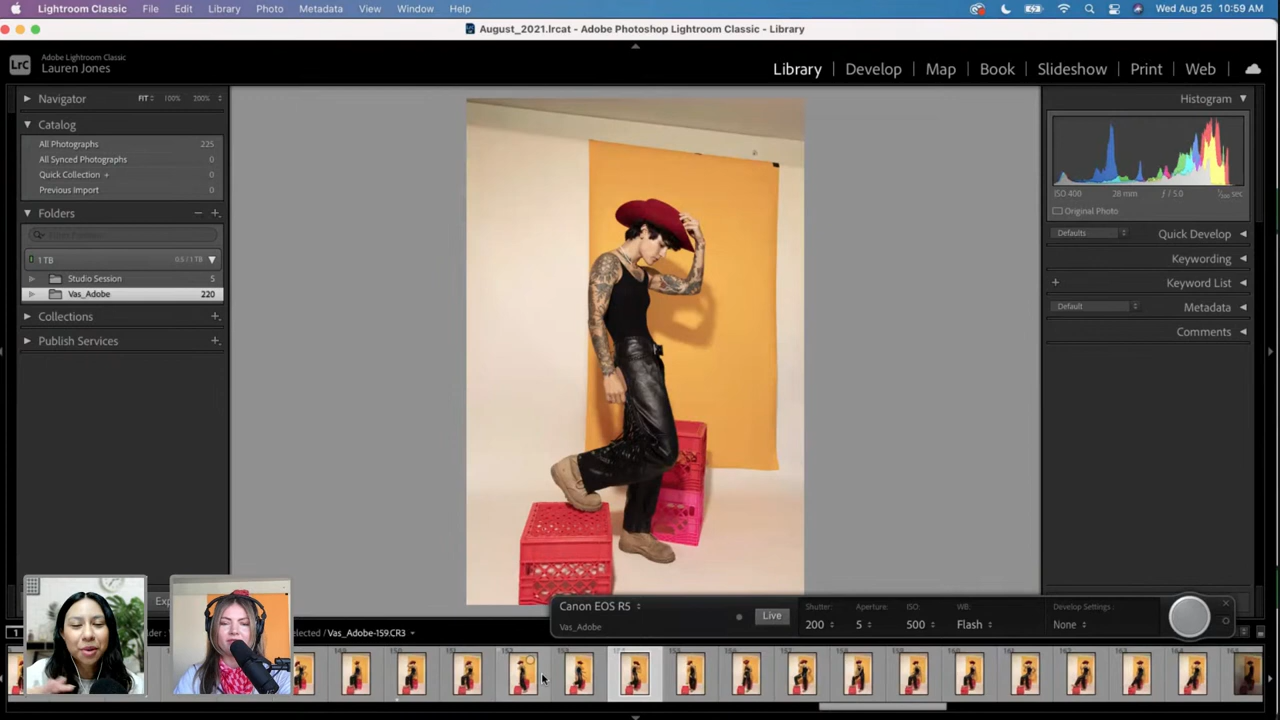 Lightroom Classic File Edit Library Photo Metadata View Window Help Wed Aug 25 10:59 AM
August_2021.lrcat - Adobe Photoshop Lightroom Classic - Library
LrC Adobe Lightroom Classic
Lauren Jones
Library | Develop | Map | Book | Slideshow | Print | Web
Navigator FIT 100% 200%
Catalog
All Photographs 225
All Synced Photographs 0
Quick Collection + 0
Previous Import 0
Folders
1 TB
Studio Session 5
Vas_Adobe 220
Collections
Publish Services
Histogram
ISO 400 28 mm ƒ / 5.0 sec
Original Photo
Defaults Quick Develop
Keywording
Keyword List
Default Metadata
Comments
Canon EOS R5
Vas_Adobe
Live
Shutter: Aperture: ISO: WB: Develop Settings:
200 5 500 Flash None
/Vas_Adobe-159.CR3